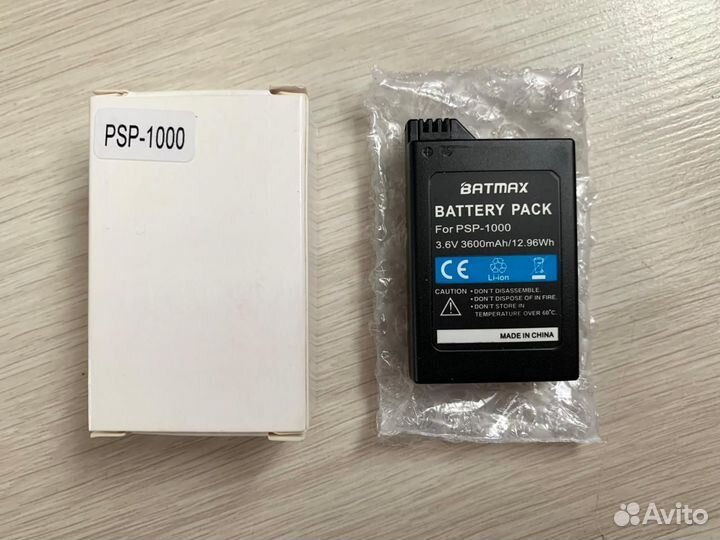 PSP-1000
BATMAX
BATTERY PACK
For PSP-1000
3.6V 3600mAh/12.96Wh
CE
Li-ion
CAUTION
• DON'T DISASSEMBLE.
• DON'T DISPOSE OF IN FIRE.
• DON'T STORE IN
TEMPERATURE OVER 60°C.
MADE IN CHINA
Avito